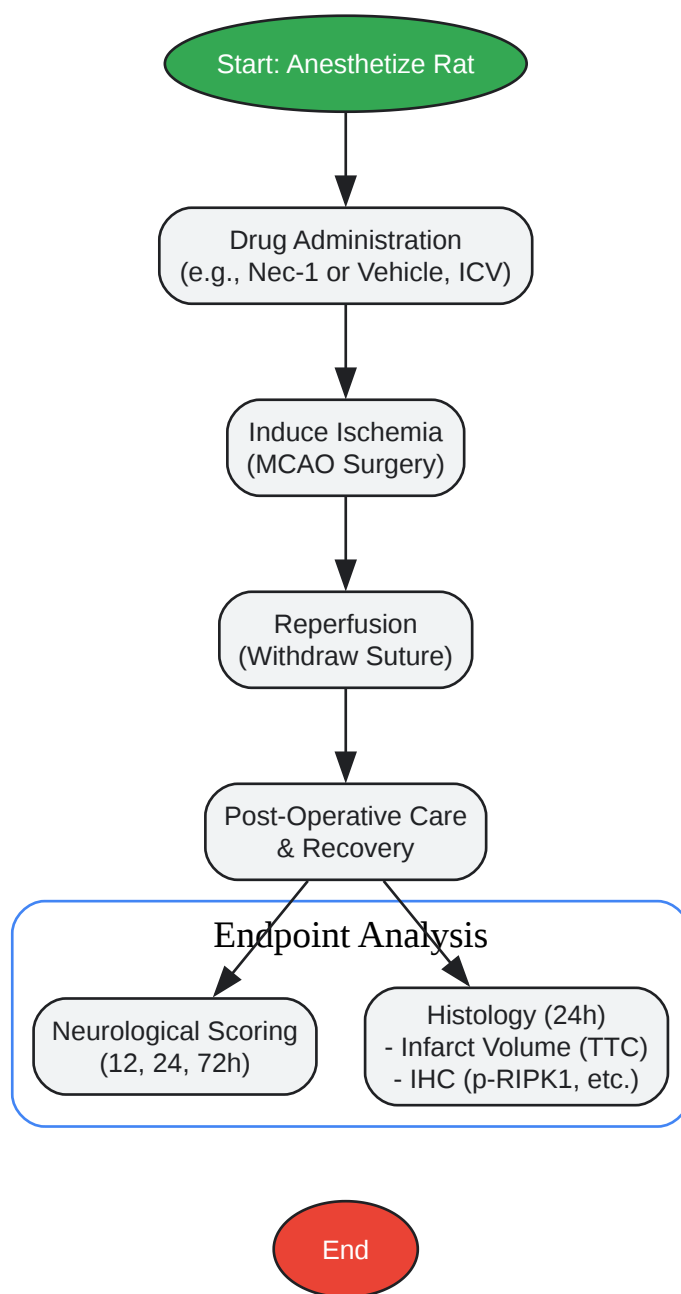 Start: Anesthetize Rat
Drug Administration
(e.g., Nec-1 or Vehicle, ICV)
Induce Ischemia
(MCAO Surgery)
Reperfusion
(Withdraw Suture)
Post-Operative Care
& Recovery
Endpoint Analysis
Neurological Scoring
(12, 24, 72h)
Histology (24h)
- Infarct Volume (TTC)
- IHC (p-RIPK1, etc.)
End